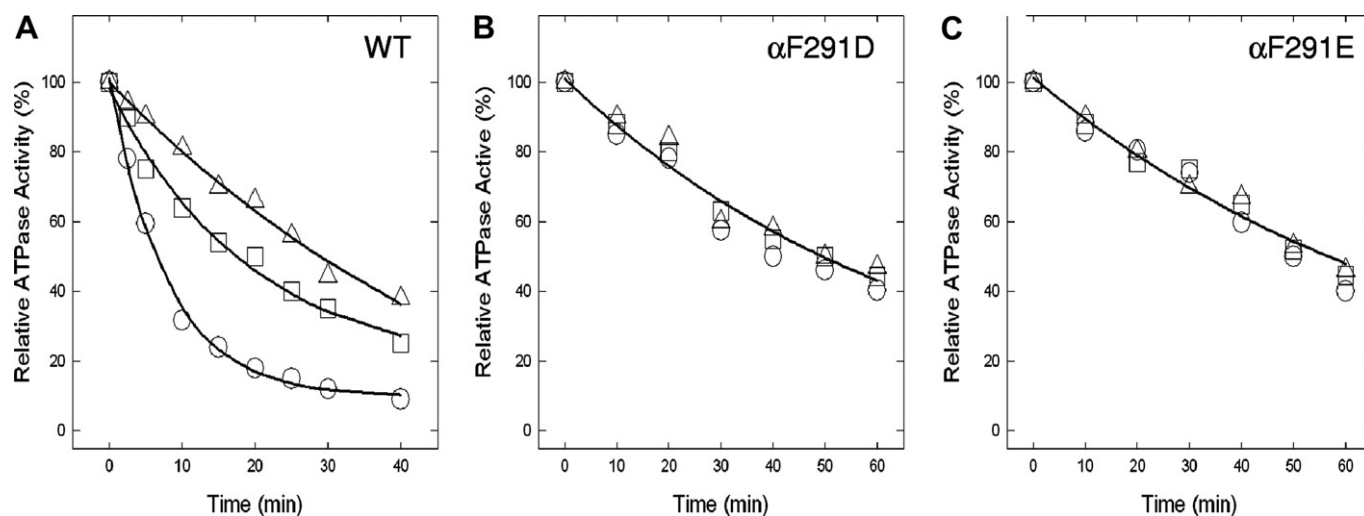 A
WT
Relative ATPase Activity (%)
100
80
60
40
20
0
0 10 20 30 40
Time (min)
B
αF291D
Relative ATPase Active (%)
100
80
60
40
20
0
0 10 20 30 40 50 60
Time (min)
C
αF291E
Relative ATPase Activity (%)
100
80
60
40
20
0
0 10 20 30 40 50 60
Time (min)